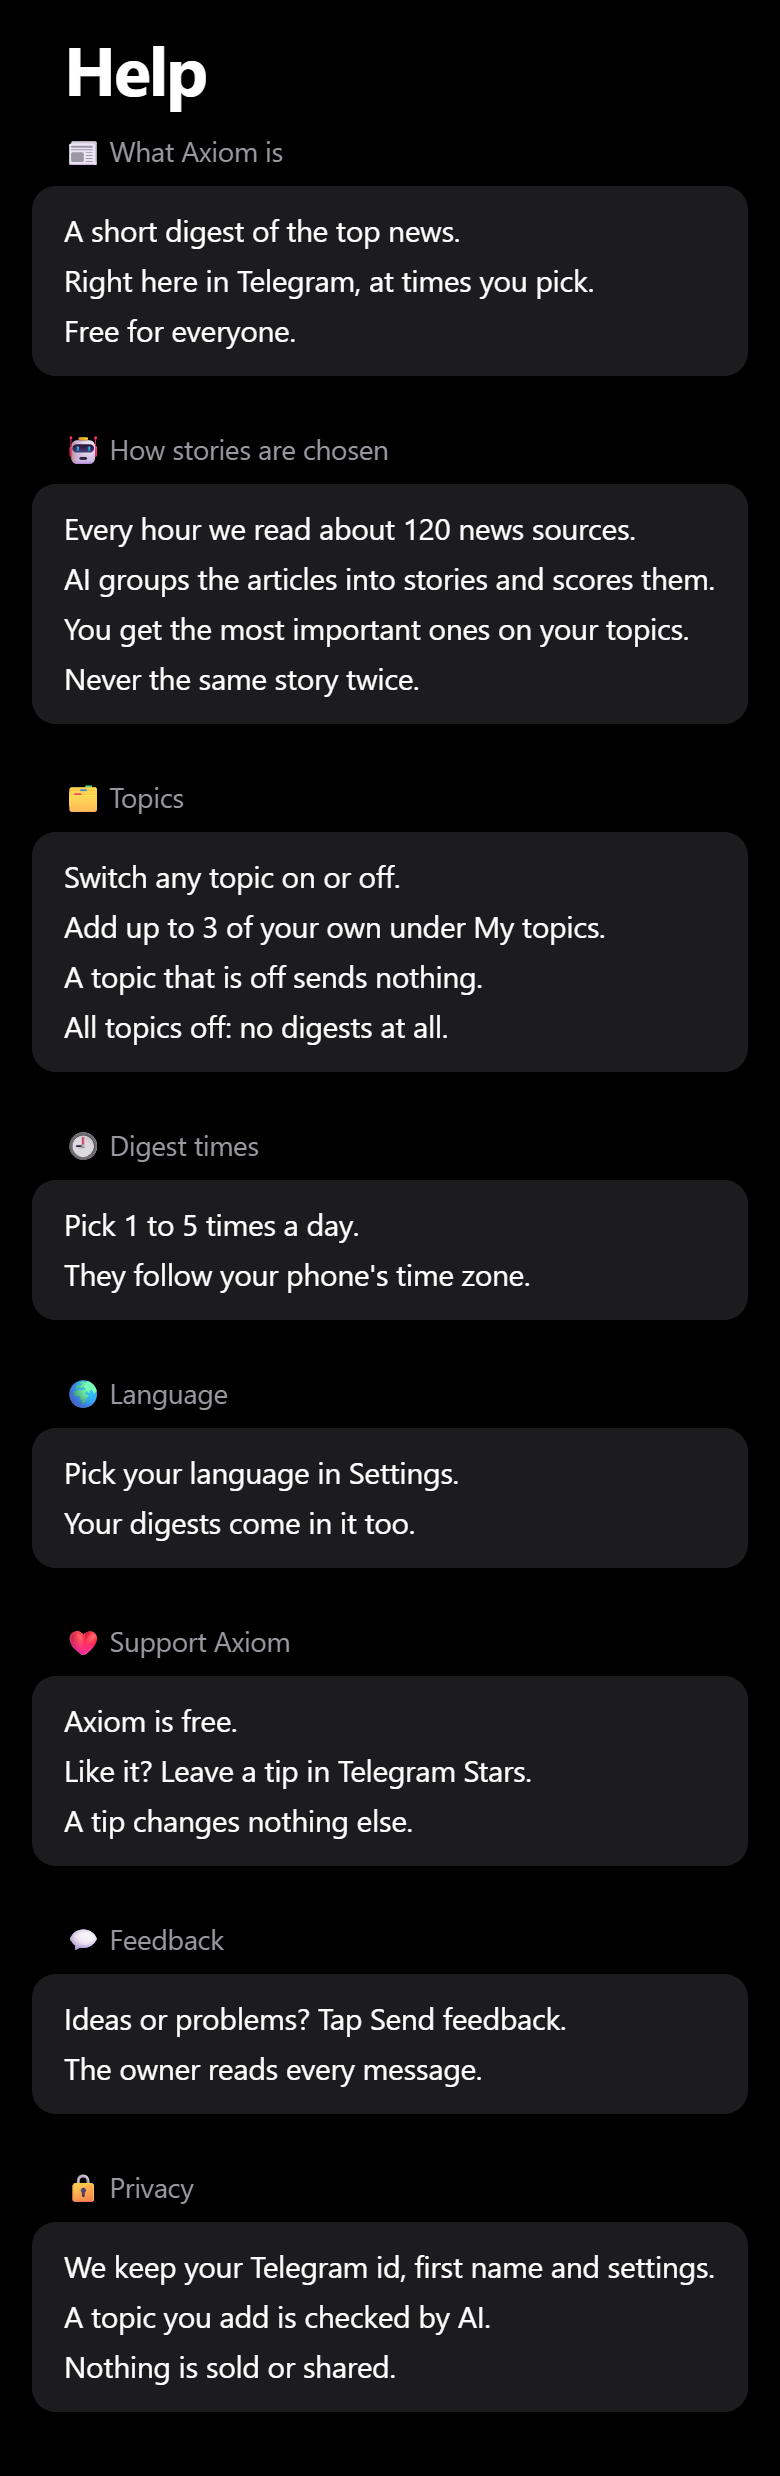 Help
What Axiom is
A short digest of the top news.
Right here in Telegram, at times you pick.
Free for everyone.
How stories are chosen
Every hour we read about 120 news sources.
AI groups the articles into stories and scores them.
You get the most important ones on your topics.
Never the same story twice.
Topics
Switch any topic on or off.
Add up to 3 of your own under My topics.
A topic that is off sends nothing.
All topics off: no digests at all.
Digest times
Pick 1 to 5 times a day.
They follow your phone's time zone.
Language
Pick your language in Settings.
Your digests come in it too.
Support Axiom
Axiom is free.
Like it? Leave a tip in Telegram Stars.
A tip changes nothing else.
Feedback
Ideas or problems? Tap Send feedback.
The owner reads every message.
Privacy
We keep your Telegram id, first name and settings.
A topic you add is checked by AI.
Nothing is sold or shared.